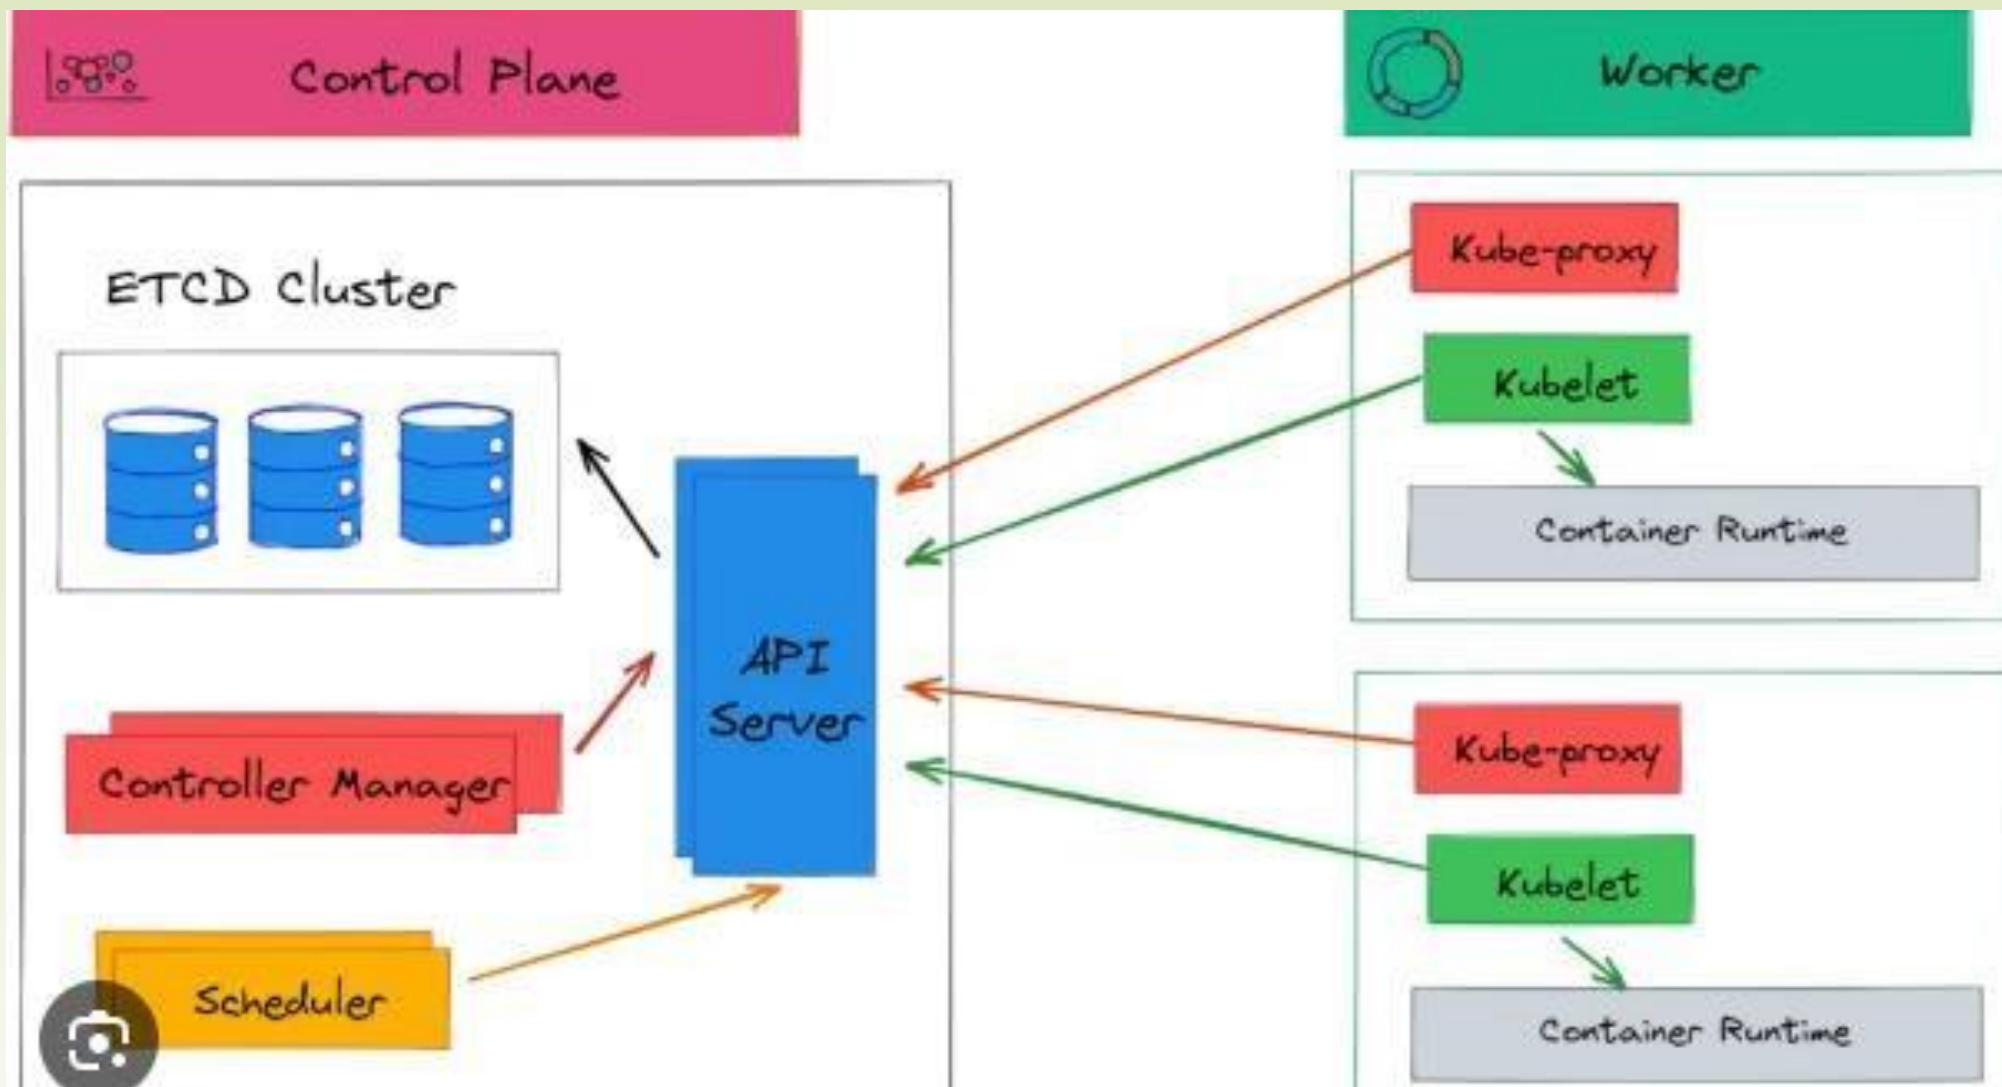 Control Plane
Worker
ETCD Cluster
API
Server
Controller Manager
Scheduler
Kube-proxy
Kubelet
Container Runtime
Kube-proxy
Kubelet
Container Runtime